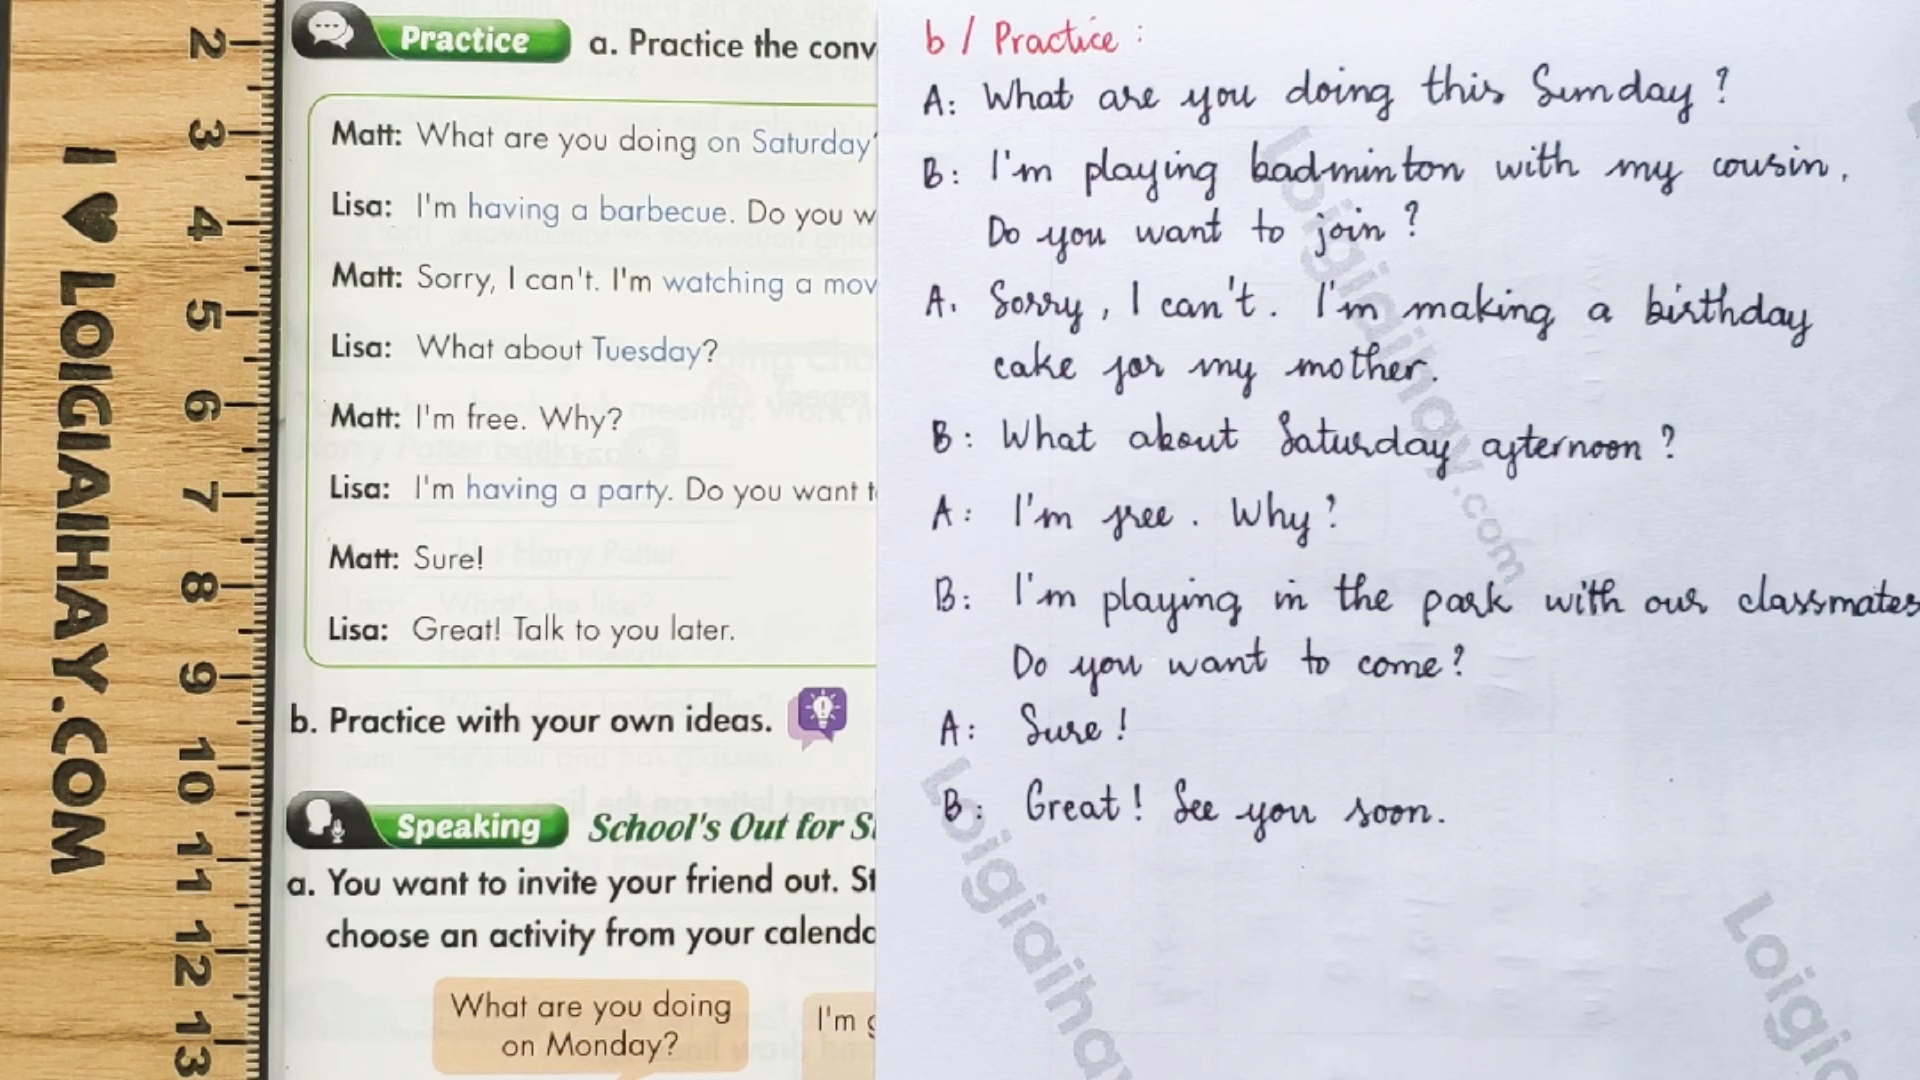 I ♥ LOIGIAIHAY.COM
2
3
4
5
6
7
8
9
10
11
12
13
Practice
a. Practice the conv
Matt: What are you doing on Saturday?
Lisa: I'm having a barbecue. Do you w
Matt: Sorry, I can't. I'm watching a mov
Lisa: What about Tuesday?
Matt: I'm free. Why?
Lisa: I'm having a party. Do you want t
Matt: Sure!
Lisa: Great! Talk to you later.
b. Practice with your own ideas.
Speaking School's Out for S
a. You want to invite your friend out. St
choose an activity from your calenda
What are you doing
on Monday?
I'm g
b / Practice :
A: What are you doing this Sunday ?
B: I'm playing badminton with my cousin.
Do you want to join ?
A. Sorry, I can't. I'm making a birthday
cake for my mother.
B: What about Saturday afternoon ?
A: I'm free. Why?
B: I'm playing in the park with our classmates
Do you want to come?
A: Sure !
B: Great! See you soon.
Loigiaihay.com
Loigiaihay
Loigia